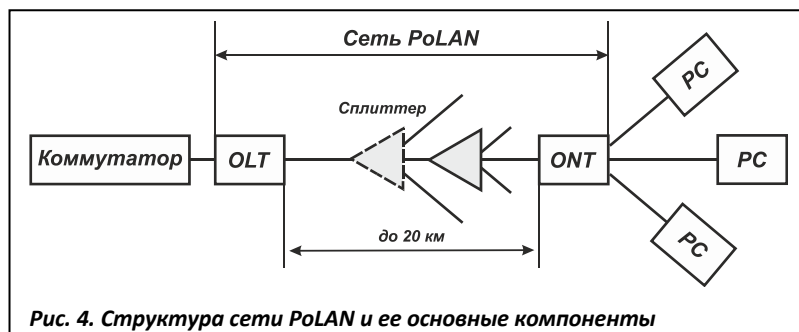 Сеть PoLAN
Сплиттер
Коммутатор
OLT
ONT
PC
PC
PC
до 20 км
Рис. 4. Структура сети PoLAN и ее основные компоненты